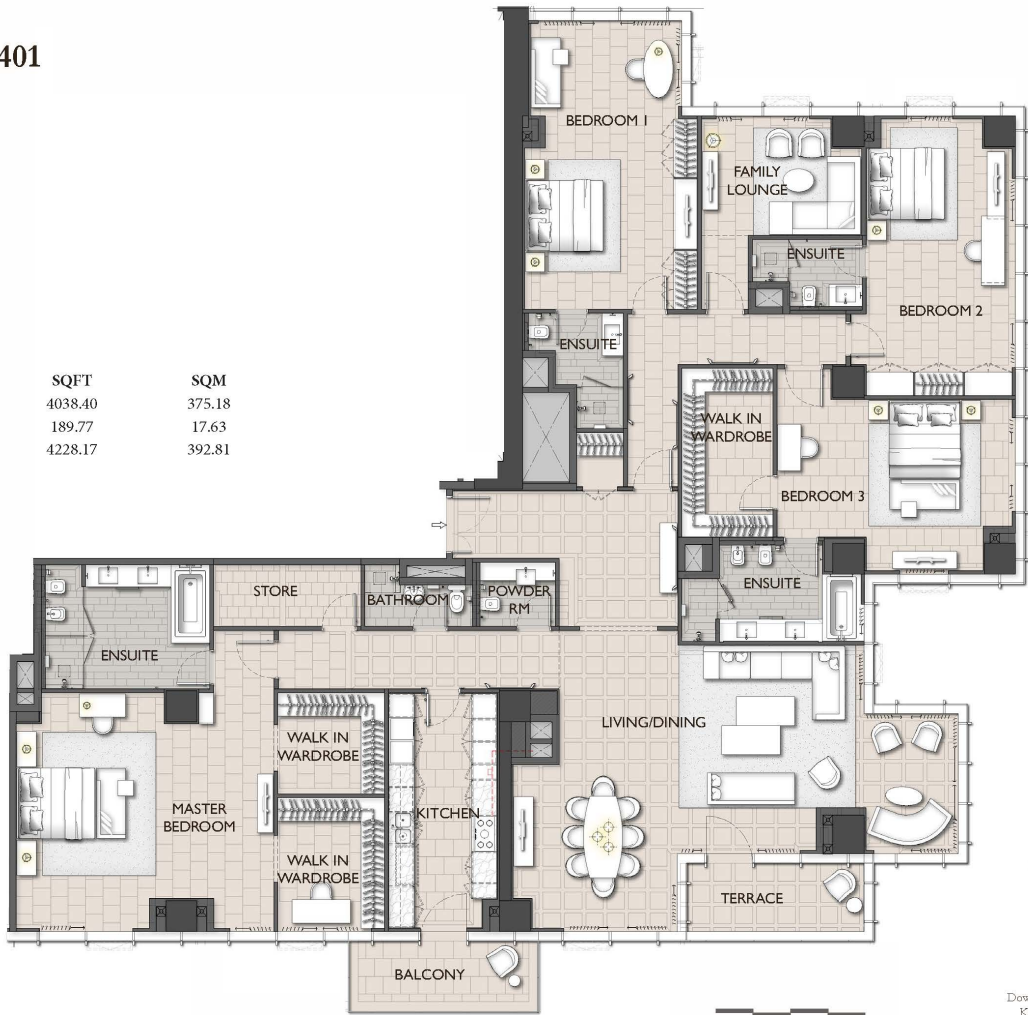 401
BEDROOM 1
FAMILY
LOUNGE
ENSUITE
BEDROOM 2
ENSUITE
SQFT SQM
4038.40 375.18
189.77 17.63
4228.17 392.81
WALK IN
WARDROBE
BEDROOM 3
ENSUITE
STORE
BATHROOM
POWDER
RM
ENSUITE
LIVING/DINING
WALK IN
WARDROBE
MASTER
BEDROOM
KITCHEN
WALK IN
WARDROBE
TERRACE
BALCONY
Dow
K